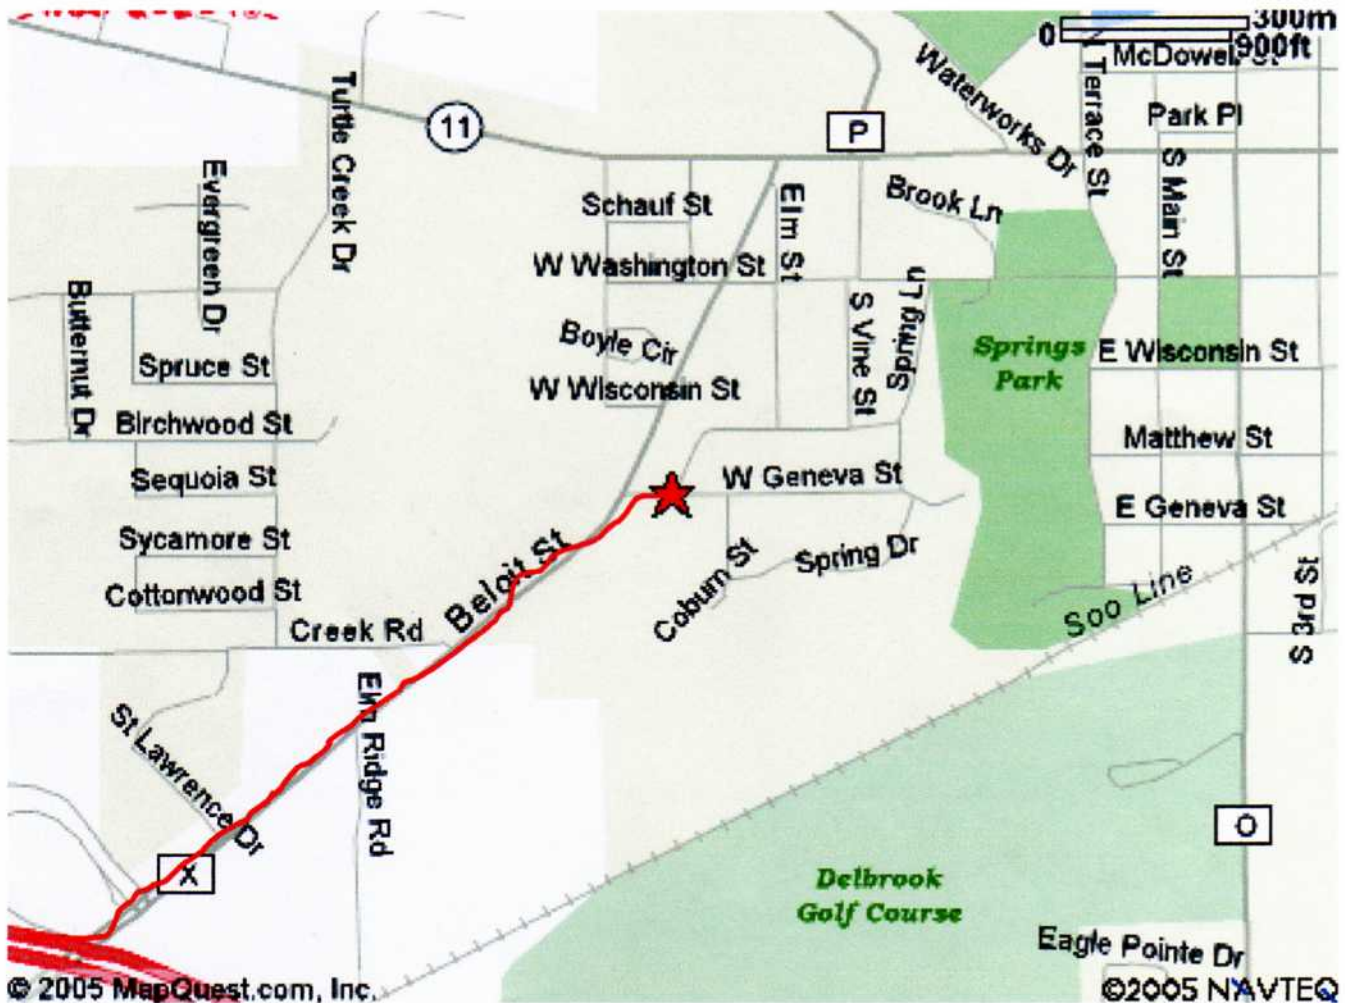 300m
0
900ft
McDowell St
Waterworks Dr
Terrace St
Park Pl
P
11
Turtle Creek Dr
Evergreen Dr
Schauf St
Elm St
Brook Ln
S Main St
W Washington St
Butternut Dr
Boyle Cir
S Vine St
Spring Ln
Springs
Park
E Wisconsin St
Spruce St
W Wisconsin St
Birchwood St
Matthew St
Sequoia St
W Geneva St
E Geneva St
Sycamore St
Beloit St
Coburn St
Spring Dr
Cottonwood St
Soo Line
S 3rd St
Creek Rd
Elm Ridge Rd
St Lawrence Dr
O
X
Delbrook
Golf Course
Eagle Pointe Dr
© 2005 MapQuest.com, Inc.
©2005 NAVTEQ